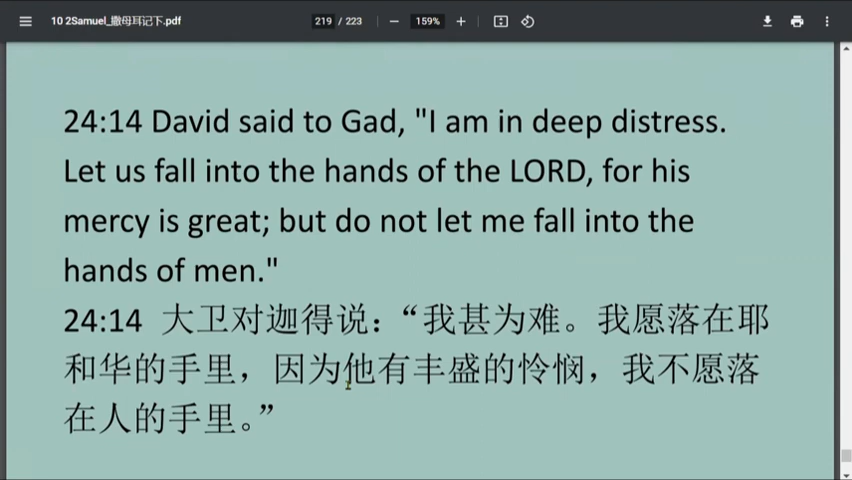 10 2Samuel_撒母耳记下.pdf
219 / 223
159%
24:14 David said to Gad, "I am in deep distress.
Let us fall into the hands of the LORD, for his
mercy is great; but do not let me fall into the
hands of men."
24:14 大卫对迦得说：“我甚为难。我愿落在耶
和华的手里，因为他有丰盛的怜悯，我不愿落
在人的手里。”